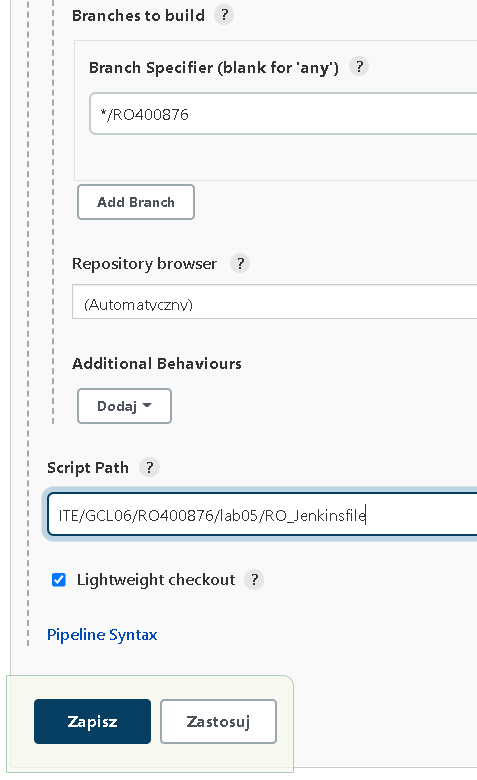 Branches to build ?
Branch Specifier (blank for 'any') ?
*/RO400876
Add Branch
Repository browser ?
(Automatyczny)
Additional Behaviours
Dodaj
Script Path ?
ITE/GCL06/RO400876/lab05/RO_Jenkinsfile
Lightweight checkout ?
Pipeline Syntax
Zapisz Zastosuj